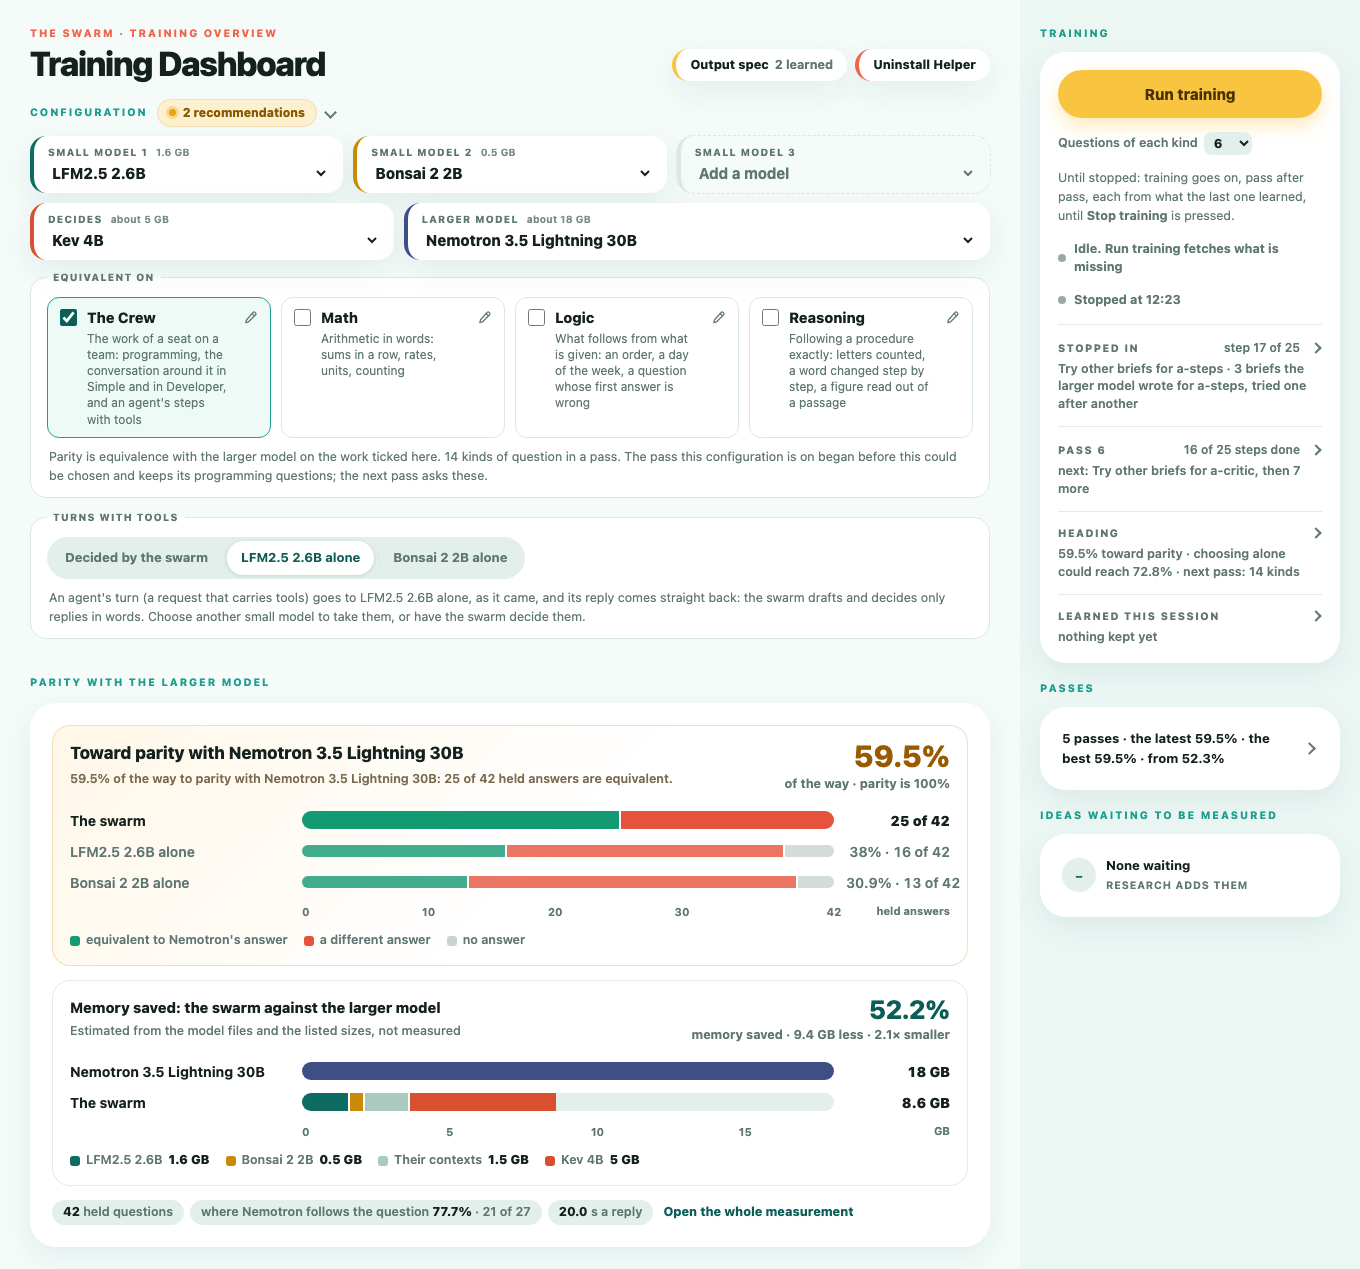 THE SWARM · TRAINING OVERVIEW
Training Dashboard
Output spec 2 learned
Uninstall Helper
CONFIGURATION
2 recommendations
SMALL MODEL 1 1.6 GB
LFM2.5 2.6B
SMALL MODEL 2 0.5 GB
Bonsai 2 2B
SMALL MODEL 3
Add a model
DECIDES about 5 GB
Kev 4B
LARGER MODEL about 18 GB
Nemotron 3.5 Lightning 30B
EQUIVALENT ON
The Crew
The work of a seat on a
team: programming, the
conversation around it in
Simple and in Developer,
and an agent's steps
with tools
Math
Arithmetic in words:
sums in a row, rates,
units, counting
Logic
What follows from what
is given: an order, a day
of the week, a question
whose first answer is
wrong
Reasoning
Following a procedure
exactly: letters counted,
a word changed step by
step, a figure read out of
a passage
Parity is equivalence with the larger model on the work ticked here. 14 kinds of question in a pass. The pass this configuration is on began before this could
be chosen and keeps its programming questions; the next pass asks these.
TURNS WITH TOOLS
Decided by the swarm
LFM2.5 2.6B alone
Bonsai 2 2B alone
An agent's turn (a request that carries tools) goes to LFM2.5 2.6B alone, as it came, and its reply comes straight back: the swarm drafts and decides only
replies in words. Choose another small model to take them, or have the swarm decide them.
PARITY WITH THE LARGER MODEL
Toward parity with Nemotron 3.5 Lightning 30B
59.5% of the way to parity with Nemotron 3.5 Lightning 30B: 25 of 42 held answers are equivalent.
59.5%
of the way · parity is 100%
The swarm
25 of 42
LFM2.5 2.6B alone
38% · 16 of 42
Bonsai 2 2B alone
30.9% · 13 of 42
0 10 20 30 42 held answers
equivalent to Nemotron's answer
a different answer
no answer
Memory saved: the swarm against the larger model
Estimated from the model files and the listed sizes, not measured
52.2%
memory saved · 9.4 GB less · 2.1× smaller
Nemotron 3.5 Lightning 30B
18 GB
The swarm
8.6 GB
0 5 10 15 GB
LFM2.5 2.6B 1.6 GB
Bonsai 2 2B 0.5 GB
Their contexts 1.5 GB
Kev 4B 5 GB
42 held questions
where Nemotron follows the question 77.7% · 21 of 27
20.0 s a reply
Open the whole measurement
TRAINING
Run training
Questions of each kind 6
Until stopped: training goes on, pass after
pass, each from what the last one learned,
until Stop training is pressed.
Idle. Run training fetches what is
missing
Stopped at 12:23
STOPPED IN
step 17 of 25
Try other briefs for a-steps · 3 briefs the
larger model wrote for a-steps, tried one
after another
PASS 6
16 of 25 steps done
next: Try other briefs for a-critic, then 7
more
HEADING
59.5% toward parity · choosing alone
could reach 72.8% · next pass: 14 kinds
LEARNED THIS SESSION
nothing kept yet
PASSES
5 passes · the latest 59.5% · the
best 59.5% · from 52.3%
IDEAS WAITING TO BE MEASURED
–
None waiting
RESEARCH ADDS THEM